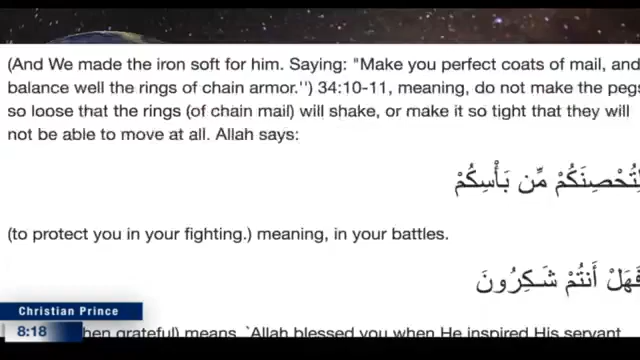 (And We made the iron soft for him. Saying: "Make you perfect coats of mail, and
balance well the rings of chain armor.'') 34:10-11, meaning, do not make the pegs
so loose that the rings (of chain mail) will shake, or make it so tight that they will
not be able to move at all. Allah says:
لِتُحْصِنَكُمْ مِّن بَأْسِكُمْ
(to protect you in your fighting.) meaning, in your battles.
فَهَلْ أَنتُمْ شَـكِرُونَ
Christian Prince
8:18
grateful) means, `Allah blessed you when He inspired His servant